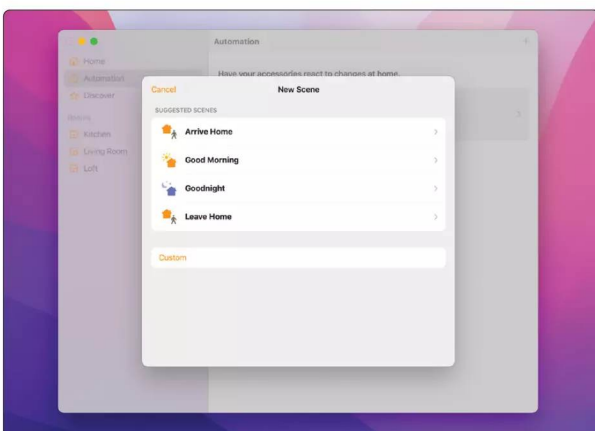 Automation
Home
Automation
Discover
Have your accessories react to changes at home.
Kitchen
Living Room
Loft
Cancel
New Scene
SUGGESTED SCENES
Arrive Home
Good Morning
Goodnight
Leave Home
Custom